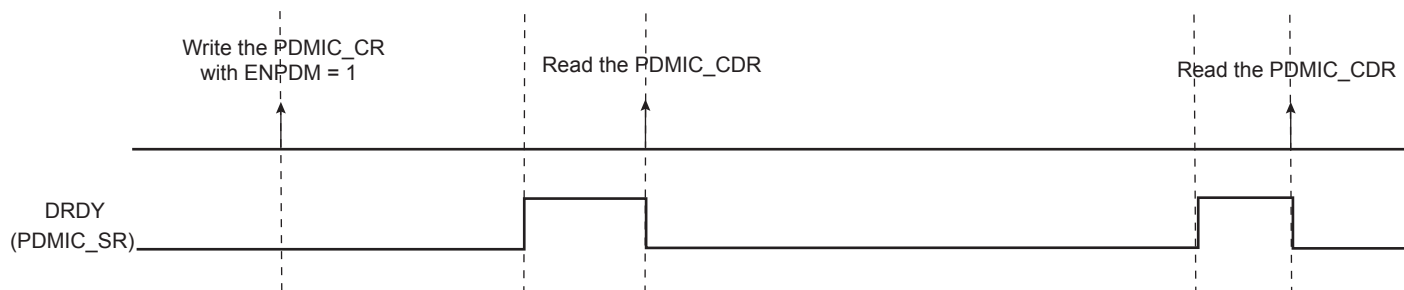 Write the PDMIC_CR
with ENPDM = 1
Read the PDMIC_CDR
Read the PDMIC_CDR
DRDY
(PDMIC_SR)